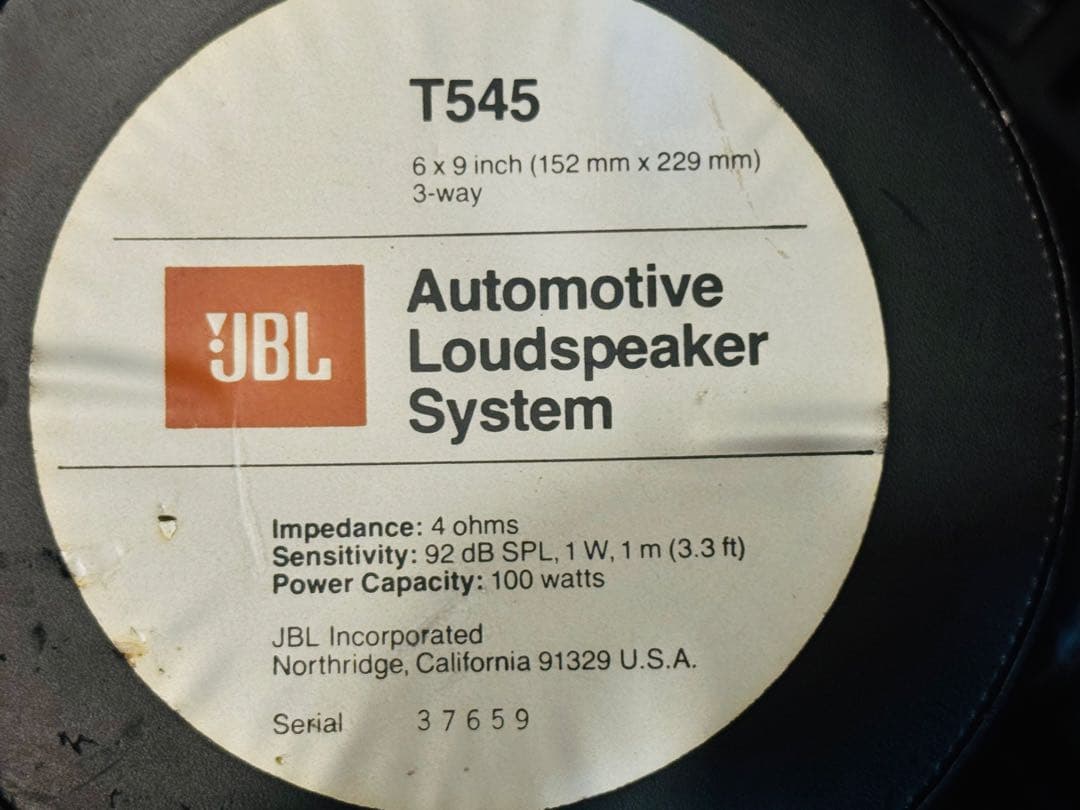 T545
6 x 9 inch (152 mm x 229 mm)
3-way
JBL
Automotive
Loudspeaker
System
Impedance: 4 ohms
Sensitivity: 92 dB SPL, 1 W, 1 m (3.3 ft)
Power Capacity: 100 watts
JBL Incorporated
Northridge, California 91329 U.S.A.
Serial 37659